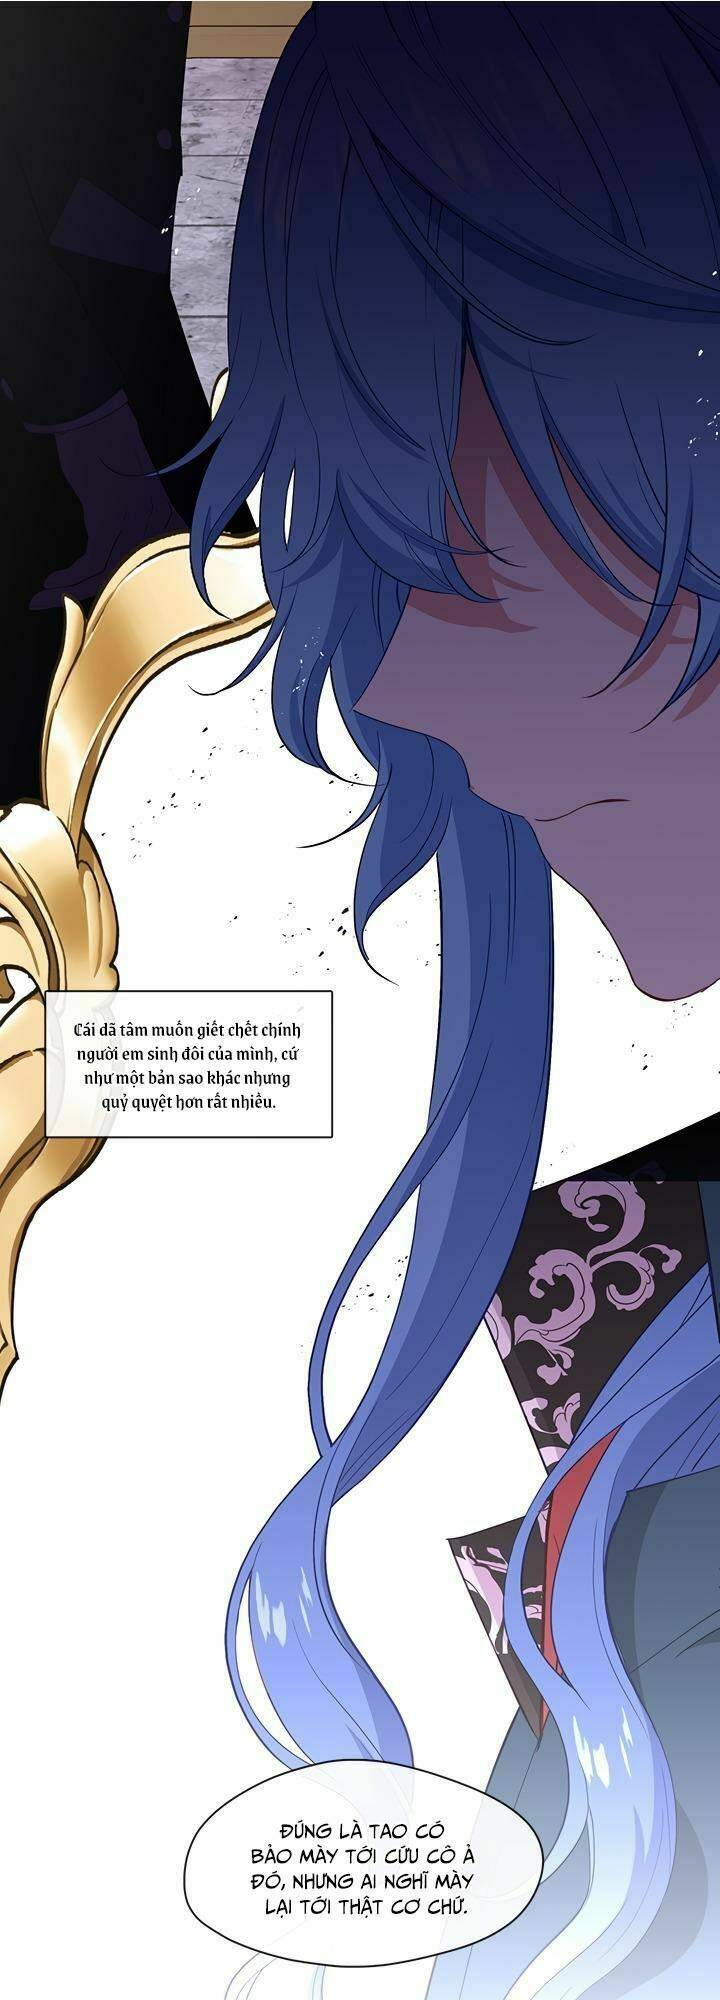 Cái dã tâm muốn giết chết chính
người em sinh đôi của mình, cứ
như một bản sao khác nhưng
quỷ quyệt hơn rất nhiều.
ĐÚNG LÀ TAO CÓ
BẢO MÀY TỚI CỨU CÔ Ả
ĐÓ, NHƯNG AI NGHĨ MÀY
LẠI TỚI THẬT CƠ CHỨ.